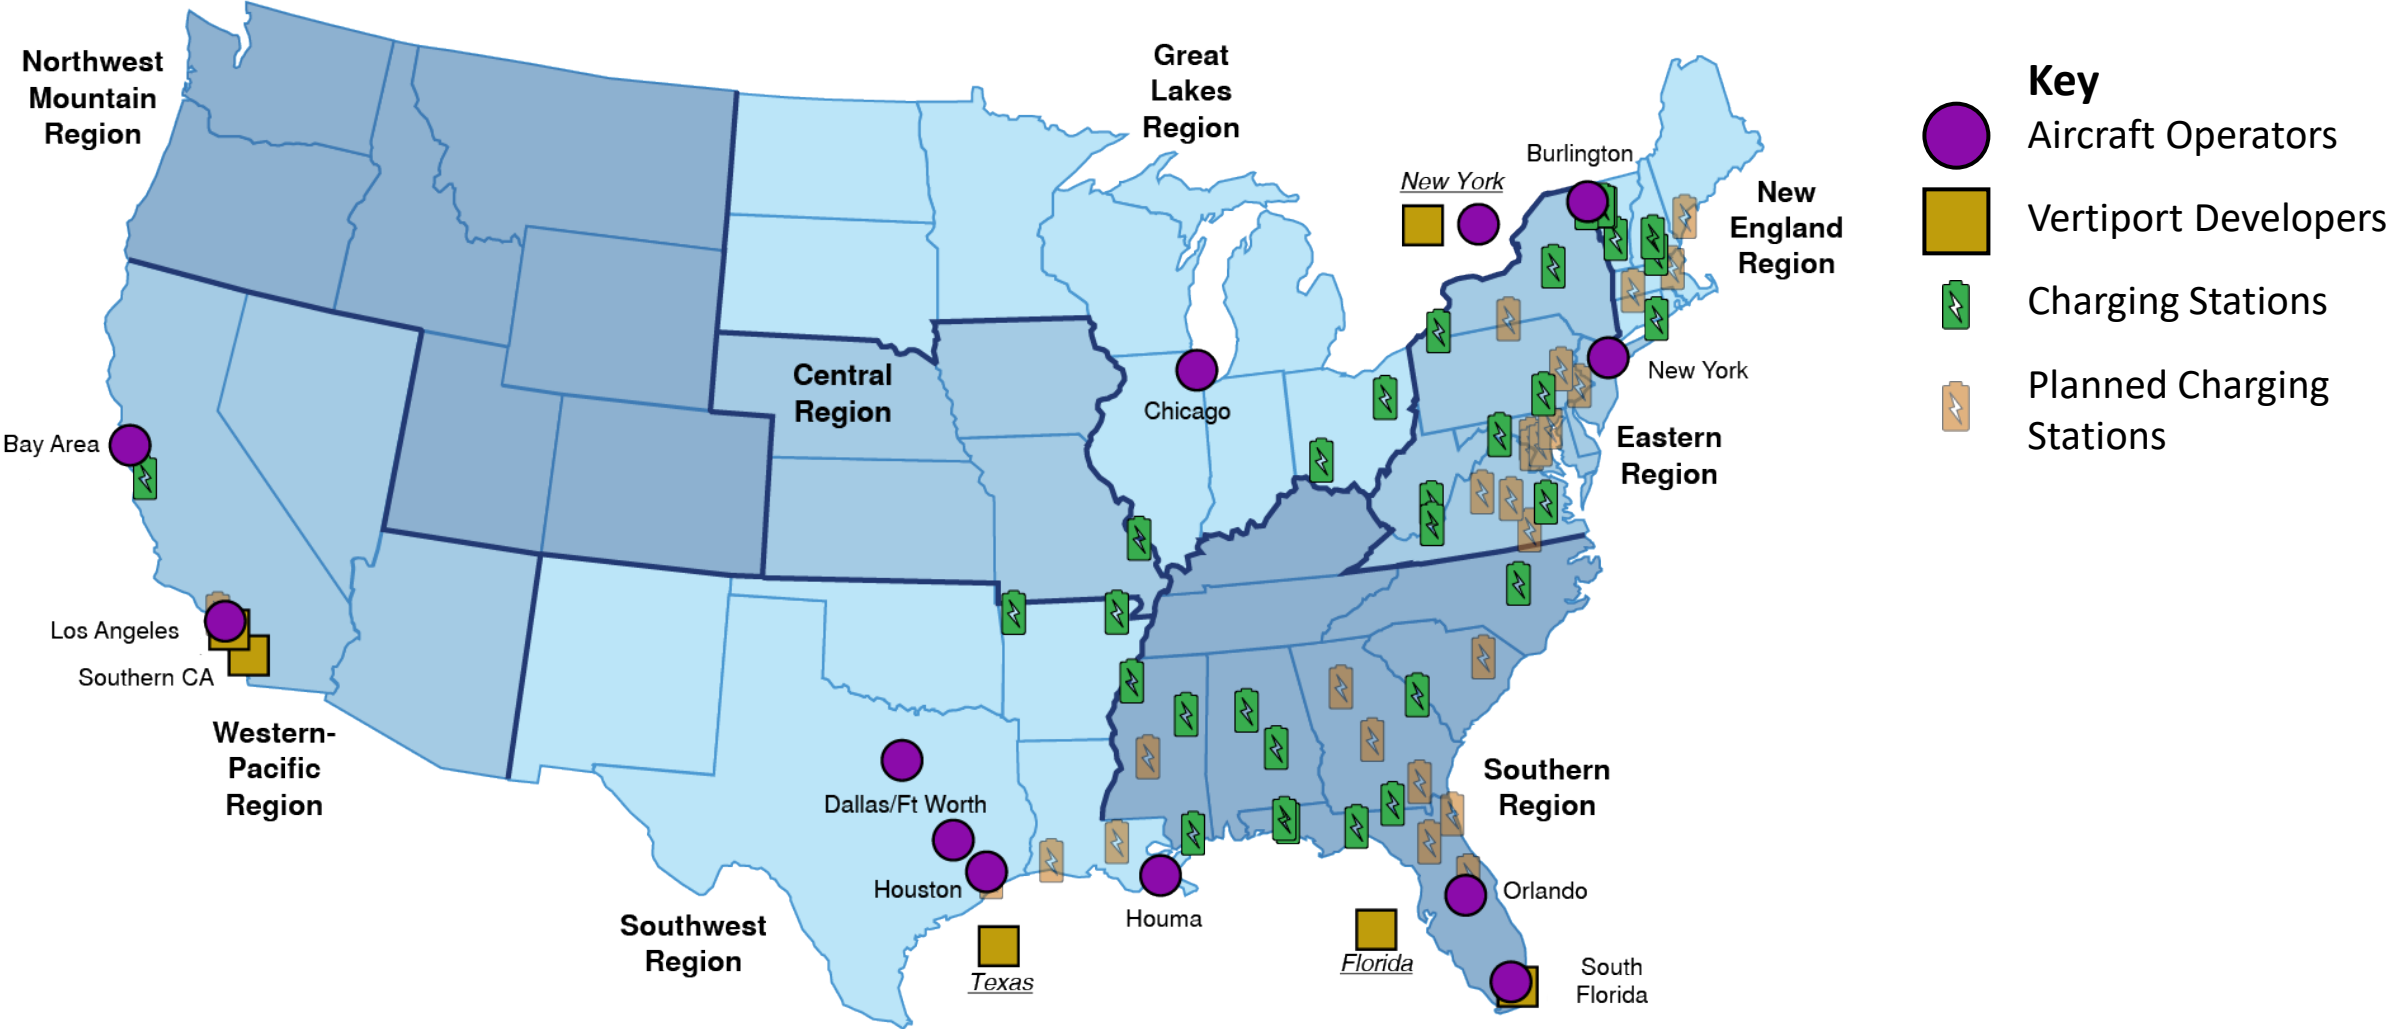 Northwest
Mountain
Region
Great
Lakes
Region
Burlington
New York
New
England
Region
Key
Aircraft Operators
Vertiport Developers
Charging Stations
Planned Charging
Stations
Central
Region
Chicago
New York
Bay Area
Eastern
Region
Los Angeles
Southern CA
Western-
Pacific
Region
Dallas/Ft Worth
Houston
Southwest
Region
Texas
Houma
Southern
Region
Florida
Orlando
South
Florida